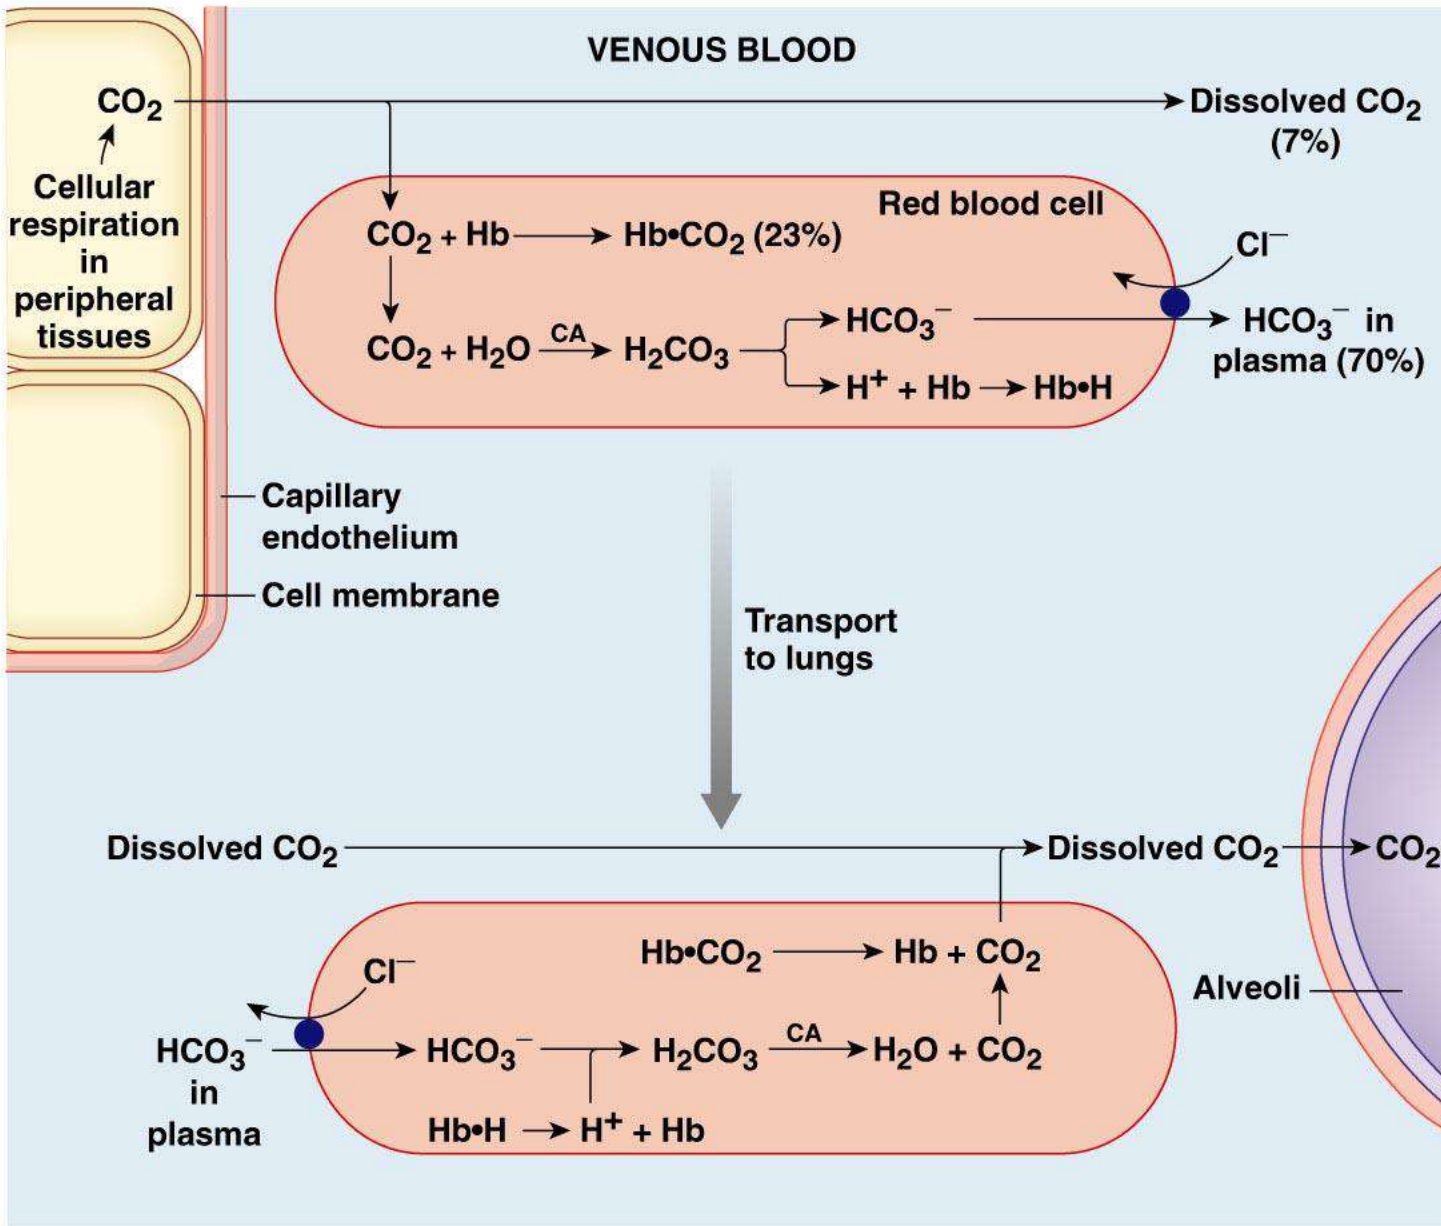 VENOUS BLOOD
CO₂
Dissolved CO₂
(7%)
Cellular
respiration
in
peripheral
tissues
Red blood cell
CO₂ + Hb → Hb•CO₂ (23%)
Cl⁻
CO₂ + H₂O CA → H₂CO₃
HCO₃⁻
HCO₃⁻ in
plasma (70%)
H⁺ + Hb → Hb•H
Capillary
endothelium
Cell membrane
Transport
to lungs
Dissolved CO₂ → Dissolved CO₂ → CO₂
Hb•CO₂ → Hb + CO₂
Cl⁻
Alveoli
HCO₃⁻
in
plasma
HCO₃⁻ → H₂CO₃ CA → H₂O + CO₂
Hb•H → H⁺ + Hb